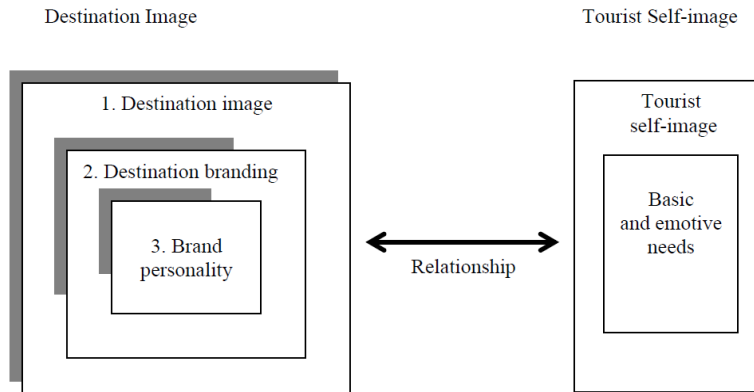 Destination Image
Tourist Self-image
1. Destination image
2. Destination branding
3. Brand
personality
Relationship
Tourist
self-image
Basic
and emotive
needs